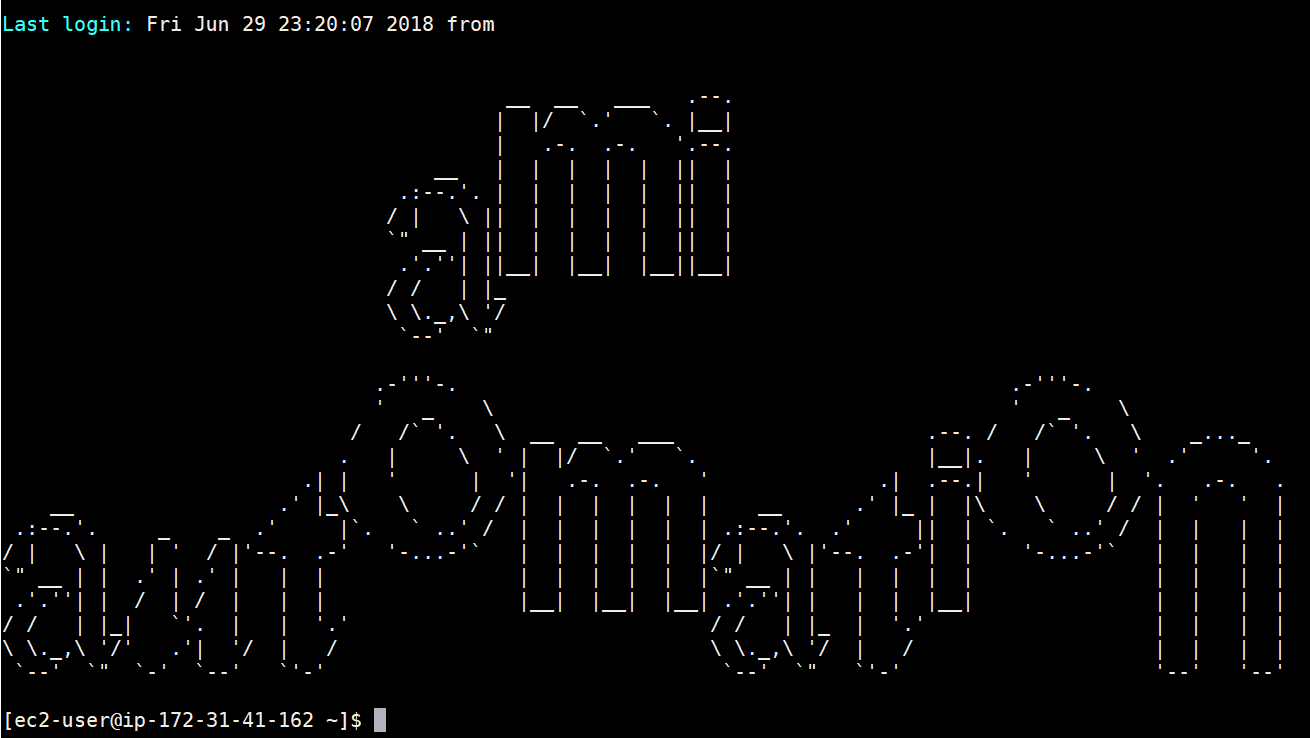 Last login: Fri Jun 29 23:20:07 2018 from
ami
automation
[ec2-user@ip-172-31-41-162 ~]$